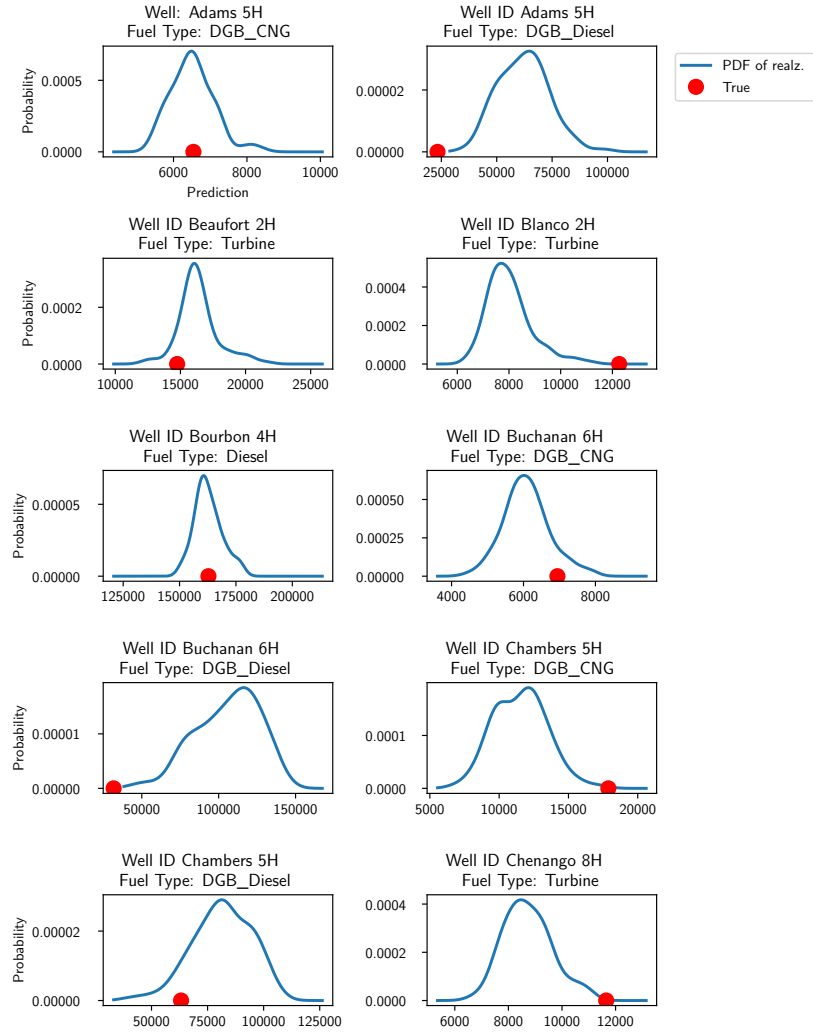 Well: Adams 5H
Fuel Type: DGB_CNG
0.0005
0.0000
Probability
6000 8000 10000
Prediction
Well ID Adams 5H
Fuel Type: DGB_Diesel
0.00002
0.00000
25000 50000 75000 100000
PDF of realz.
True
Well ID Beaufort 2H
Fuel Type: Turbine
0.0002
0.0000
Probability
10000 15000 20000 25000
Well ID Blanco 2H
Fuel Type: Turbine
0.0004
0.0002
0.0000
6000 8000 10000 12000
Well ID Bourbon 4H
Fuel Type: Diesel
0.00005
0.00000
Probability
125000 150000 175000 200000
Well ID Buchanan 6H
Fuel Type: DGB_CNG
0.00050
0.00025
0.00000
4000 6000 8000
Well ID Buchanan 6H
Fuel Type: DGB_Diesel
0.00001
0.00000
Probability
50000 100000 150000
Well ID Chambers 5H
Fuel Type: DGB_CNG
0.0001
0.0000
5000 10000 15000 20000
Well ID Chambers 5H
Fuel Type: DGB_Diesel
0.00002
0.00000
Probability
50000 75000 100000 125000
Well ID Chenango 8H
Fuel Type: Turbine
0.0004
0.0002
0.0000
6000 8000 10000 12000